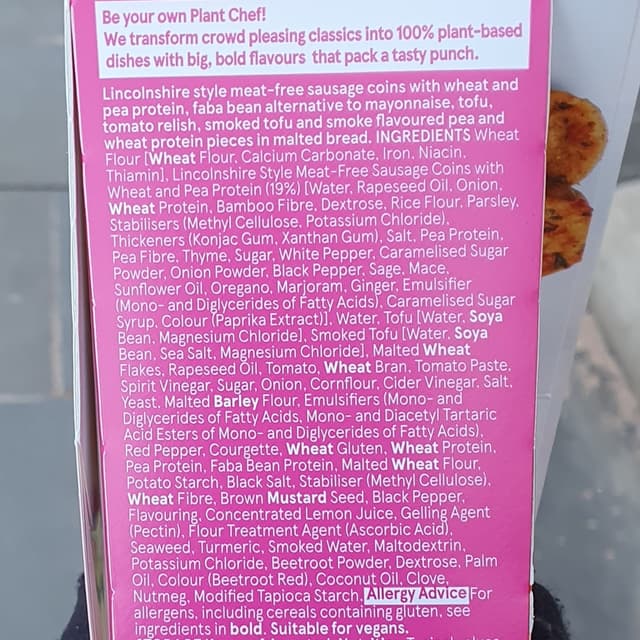 Be your own Plant Chef!
We transform crowd pleasing classics into 100% plant-based
dishes with big, bold flavours that pack a tasty punch.
Lincolnshire style meat-free sausage coins with wheat and
pea protein, faba bean alternative to mayonnaise, tofu,
tomato relish, smoked tofu and smoke flavoured pea and
wheat protein pieces in malted bread. INGREDIENTS Wheat
Flour [Wheat Flour, Calcium Carbonate, Iron, Niacin,
Thiamin], Lincolnshire Style Meat-Free Sausage Coins with
Wheat and Pea Protein (19%) [Water, Rapeseed Oil, Onion,
Wheat Protein, Bamboo Fibre, Dextrose, Rice Flour, Parsley,
Stabilisers (Methyl Cellulose, Potassium Chloride),
Thickeners (Konjac Gum, Xanthan Gum), Salt, Pea Protein,
Pea Fibre, Thyme, Sugar, White Pepper, Caramelised Sugar
Powder, Onion Powder, Black Pepper, Sage, Mace,
Sunflower Oil, Oregano, Marjoram, Ginger, Emulsifier
(Mono- and Diglycerides of Fatty Acids), Caramelised Sugar
Syrup, Colour (Paprika Extract)], Water, Tofu [Water, Soya
Bean, Magnesium Chloride], Smoked Tofu [Water, Soya
Bean, Sea Salt, Magnesium Chloride], Malted Wheat
Flakes, Rapeseed Oil, Tomato, Wheat Bran, Tomato Paste,
Spirit Vinegar, Sugar, Onion, Cornflour, Cider Vinegar, Salt,
Yeast, Malted Barley Flour, Emulsifiers (Mono- and
Diglycerides of Fatty Acids, Mono- and Diacetyl Tartaric
Acid Esters of Mono- and Diglycerides of Fatty Acids),
Red Pepper, Courgette, Wheat Gluten, Wheat Protein,
Pea Protein, Faba Bean Protein, Malted Wheat Flour,
Potato Starch, Black Salt, Stabiliser (Methyl Cellulose),
Wheat Fibre, Brown Mustard Seed, Black Pepper,
Flavouring, Concentrated Lemon Juice, Gelling Agent
(Pectin), Flour Treatment Agent (Ascorbic Acid),
Seaweed, Turmeric, Smoked Water, Maltodextrin,
Potassium Chloride, Beetroot Powder, Dextrose, Palm
Oil, Colour (Beetroot Red), Coconut Oil, Clove,
Nutmeg, Modified Tapioca Starch. Allergy Advice For
allergens, including cereals containing gluten, see
ingredients in bold. Suitable for vegans.